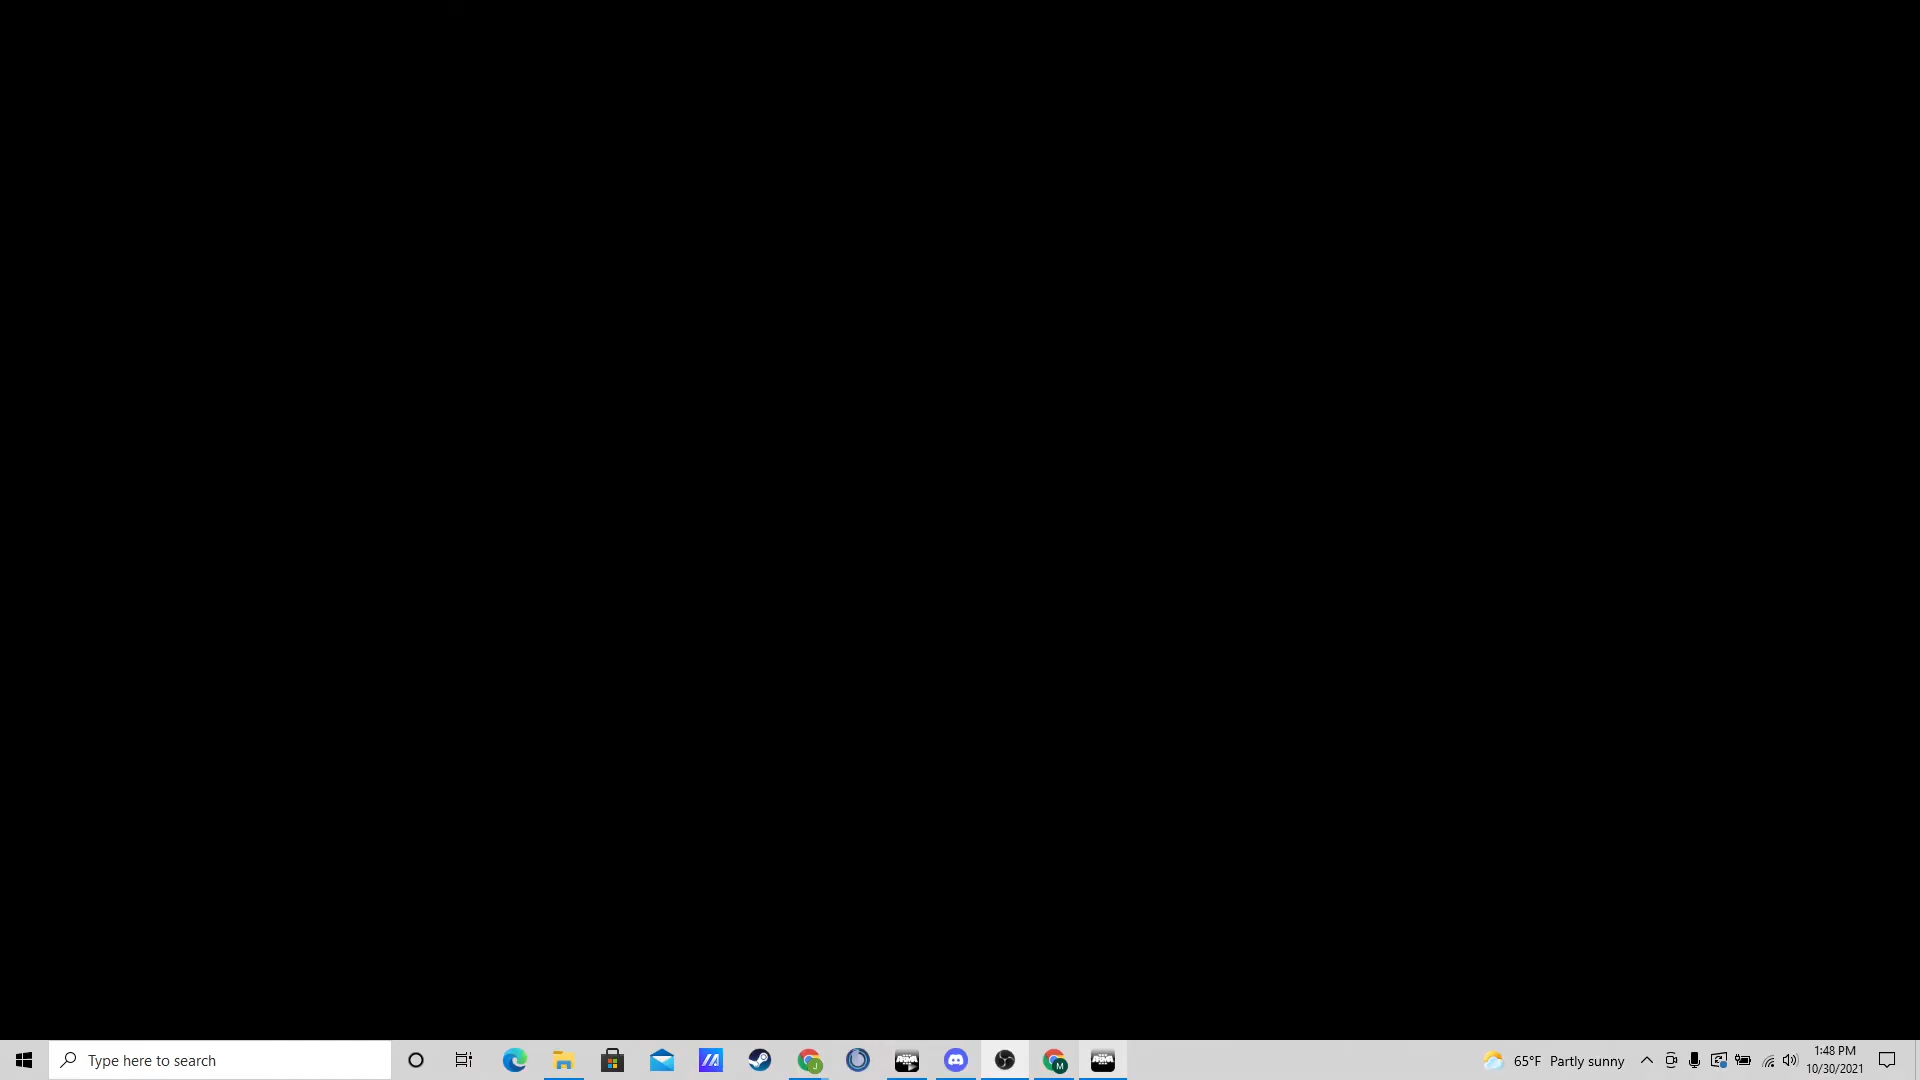 Type here to search
65°F Partly sunny
1:48 PM
10/30/2021
J
M